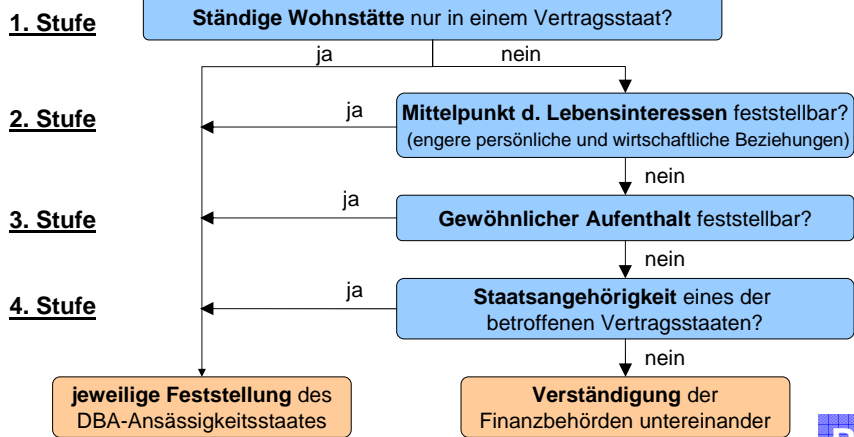 1. Stufe
Ständige Wohnstätte nur in einem Vertragsstaat?
ja
nein
2. Stufe
ja
Mittelpunkt d. Lebensinteressen feststellbar?
(engere persönliche und wirtschaftliche Beziehungen)
nein
3. Stufe
ja
Gewöhnlicher Aufenthalt feststellbar?
nein
4. Stufe
ja
Staatsangehörigkeit eines der
betroffenen Vertragsstaaten?
nein
jeweilige Feststellung des
DBA-Ansässigkeitsstaates
Verständigung der
Finanzbehörden untereinander